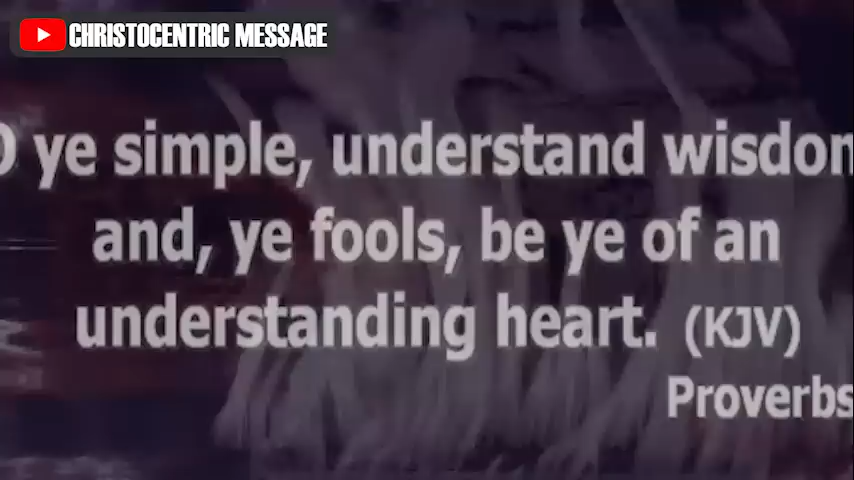 CHRISTOCENTRIC MESSAGE
O ye simple, understand wisdom
and, ye fools, be ye of an
understanding heart. (KJV)
Proverbs